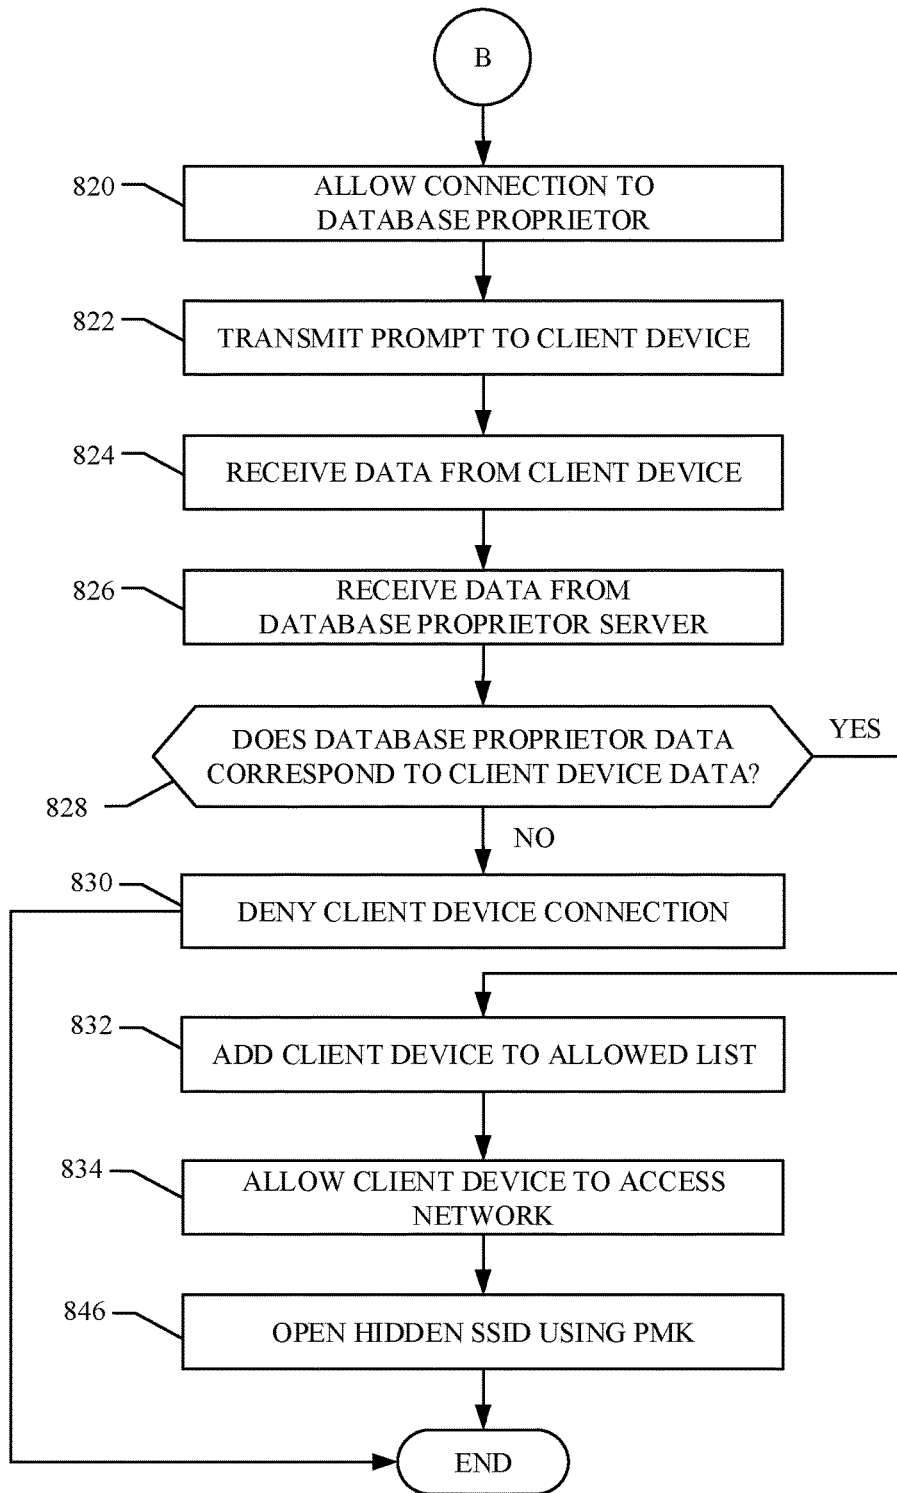 B
820
ALLOW CONNECTION TO
DATABASE PROPRIETOR
822
TRANSMIT PROMPT TO CLIENT DEVICE
824
RECEIVE DATA FROM CLIENT DEVICE
826
RECEIVE DATA FROM
DATABASE PROPRIETOR SERVER
DOES DATABASE PROPRIETOR DATA
CORRESPOND TO CLIENT DEVICE DATA?
YES
828
NO
830
DENY CLIENT DEVICE CONNECTION
832
ADD CLIENT DEVICE TO ALLOWED LIST
834
ALLOW CLIENT DEVICE TO ACCESS
NETWORK
846
OPEN HIDDEN SSID USING PMK
END